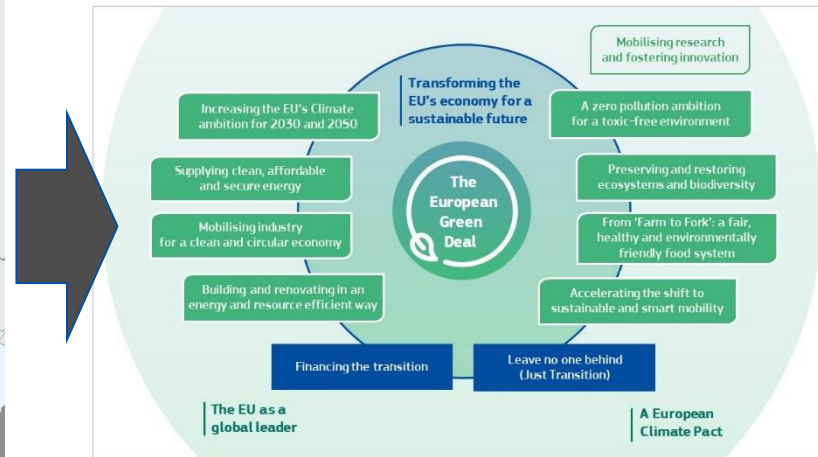 Mobilising research
and fostering innovation
Transforming the
EU's economy for a
sustainable future
Increasing the EU's Climate
ambition for 2030 and 2050
A zero pollution ambition
for a toxic-free environment
Supplying clean, affordable
and secure energy
The
European
Green
Deal
Preserving and restoring
ecosystems and biodiversity
Mobilising industry
for a clean and circular economy
From 'Farm to Fork': a fair,
healthy and environmentally
friendly food system
Building and renovating in an
energy and resource efficient way
Accelerating the shift to
sustainable and smart mobility
Financing the transition
Leave no one behind
(Just Transition)
The EU as a
global leader
A European
Climate Pact